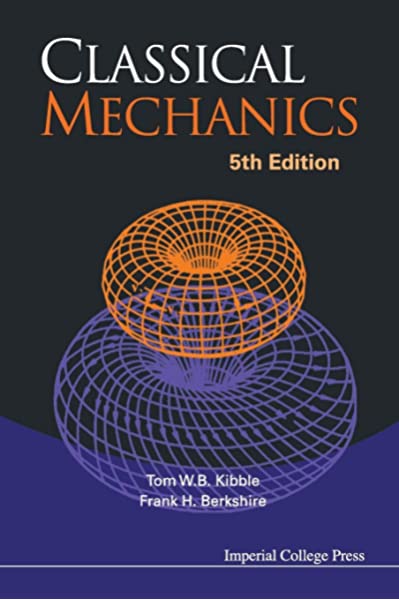 CLASSICAL
MECHANICS
5th Edition
Tom W.B. Kibble
Frank H. Berkshire
Imperial College Press